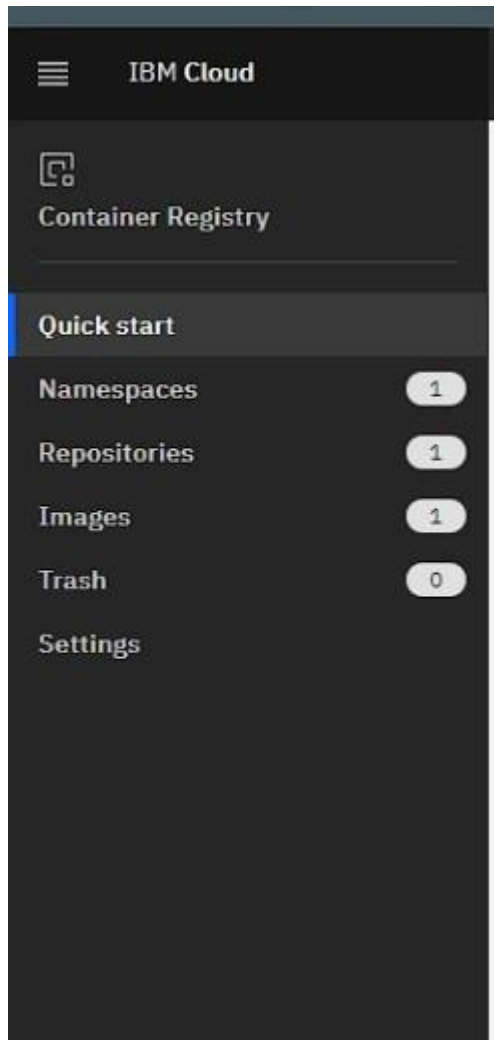 IBM Cloud
Container Registry
Quick start
Namespaces 1
Repositories 1
Images 1
Trash 0
Settings